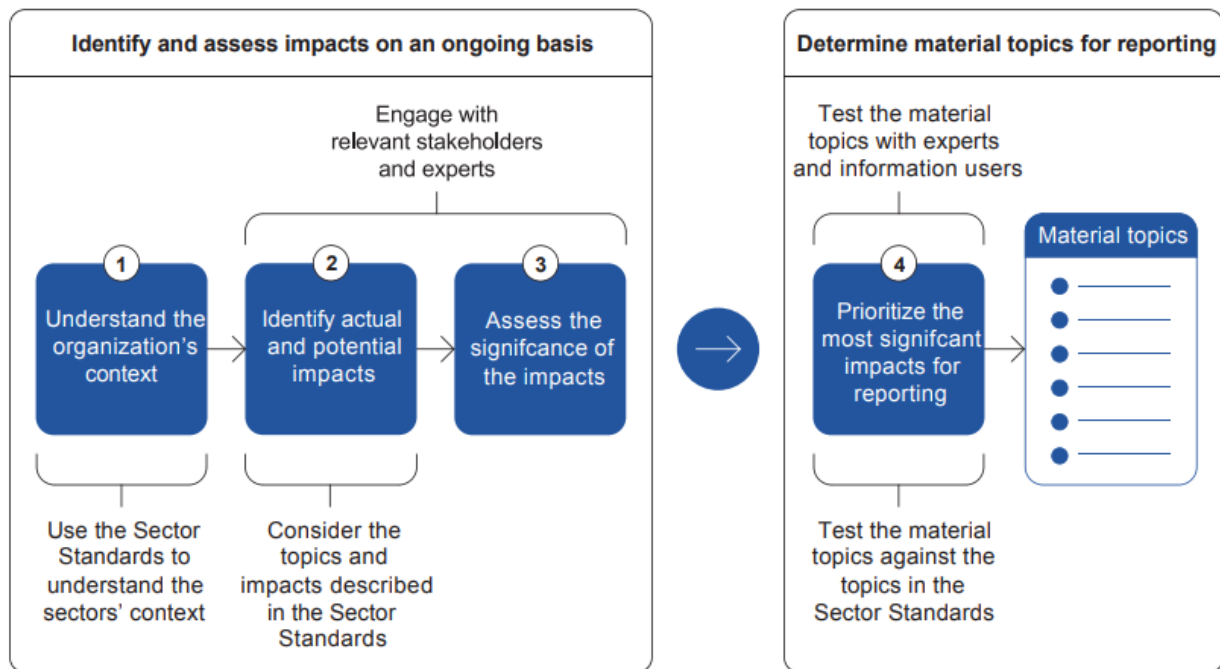 Identify and assess impacts on an ongoing basis
Engage with
relevant stakeholders
and experts
1
Understand the
organization's
context
2
Identify actual
and potential
impacts
3
Assess the
signifcance of
the impacts
Use the Sector
Standards to
understand the
sectors' context
Consider the
topics and
impacts described
in the Sector
Standards
Determine material topics for reporting
Test the material
topics with experts
and information users
4
Prioritize the
most signifcant
impacts for
reporting
Material topics
Test the material
topics against the
topics in the
Sector Standards